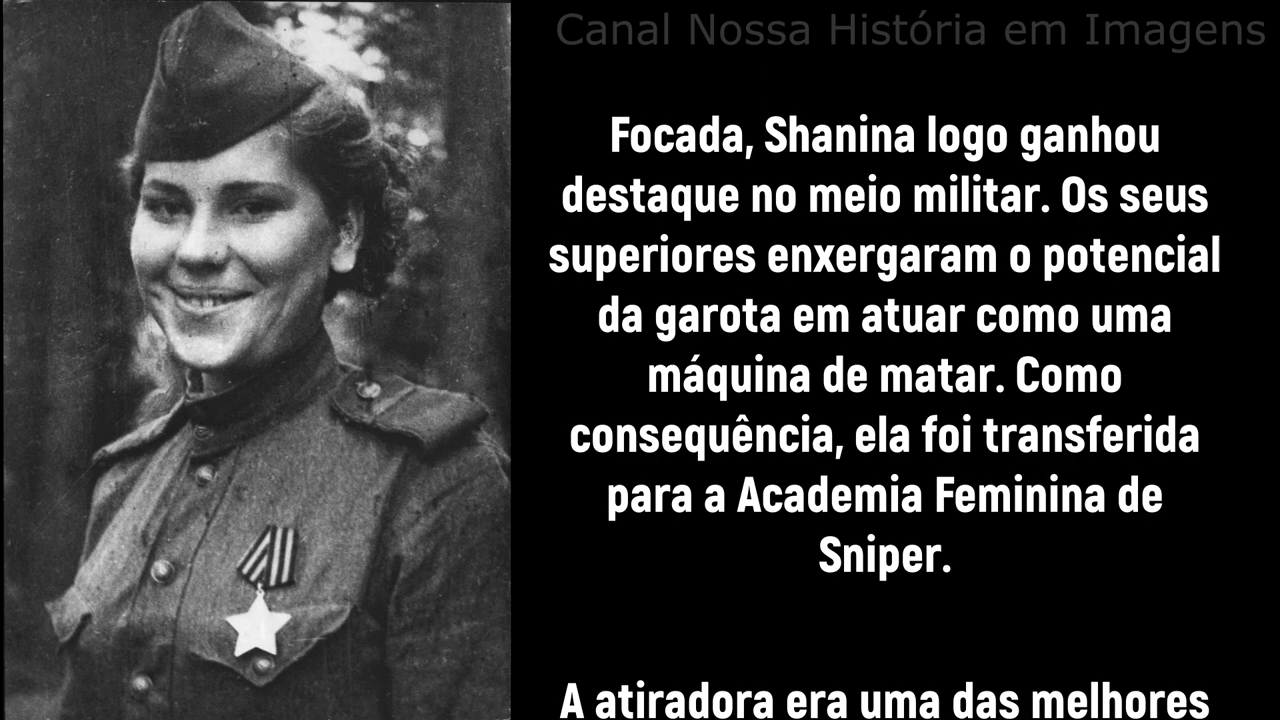 Canal Nossa História em Imagens
Focada, Shanina logo ganhou
destaque no meio militar. Os seus
superiores enxergaram o potencial
da garota em atuar como uma
máquina de matar. Como
consequência, ela foi transferida
para a Academia Feminina de
Sniper.
A atiradora era uma das melhores